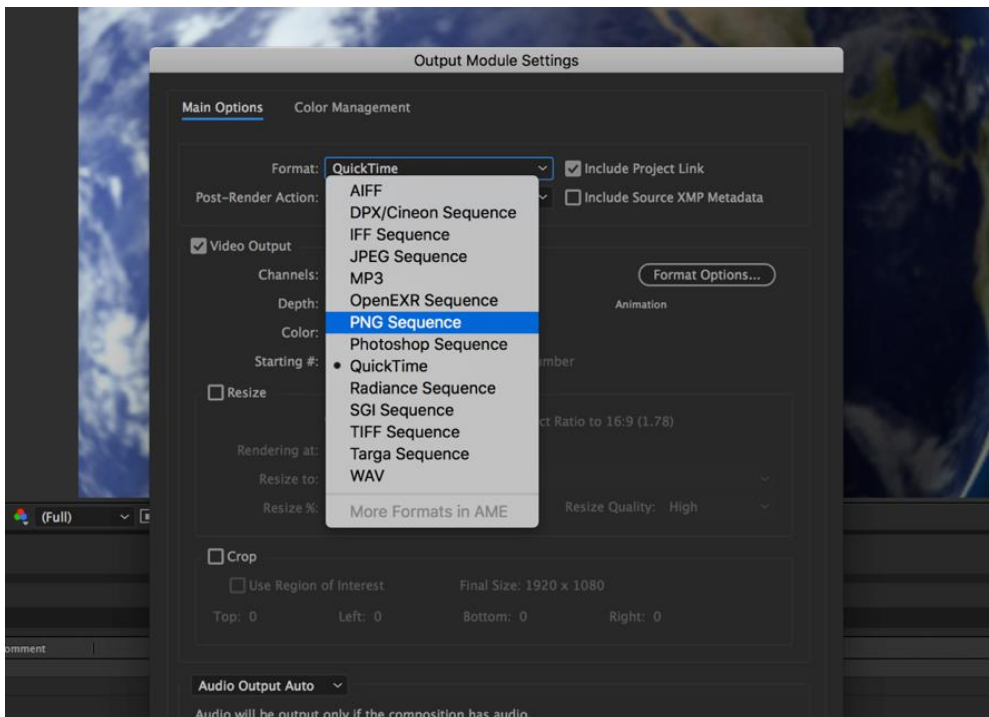 Output Module Settings
Main Options Color Management
Format: QuickTime Include Project Link
Post-Render Action: Include Source XMP Metadata
AIFF
DPX/Cineon Sequence
IFF Sequence
JPEG Sequence
MP3
OpenEXR Sequence
PNG Sequence
Photoshop Sequence
QuickTime
Radiance Sequence
SGI Sequence
TIFF Sequence
Targa Sequence
WAV
More Formats in AME
Video Output
Channels: Format Options...
Depth: Animation
Color:
Starting #:
Resize
to 16:9 (1.78)
Rendering at:
Resize to:
Resize %: Resize Quality: High
(Full)
Crop
Use Region of Interest Final Size: 1920 x 1080
Top: 0 Left: 0 Bottom: 0 Right: 0
Audio Output Auto
Audio will be output only if the composition has audio.